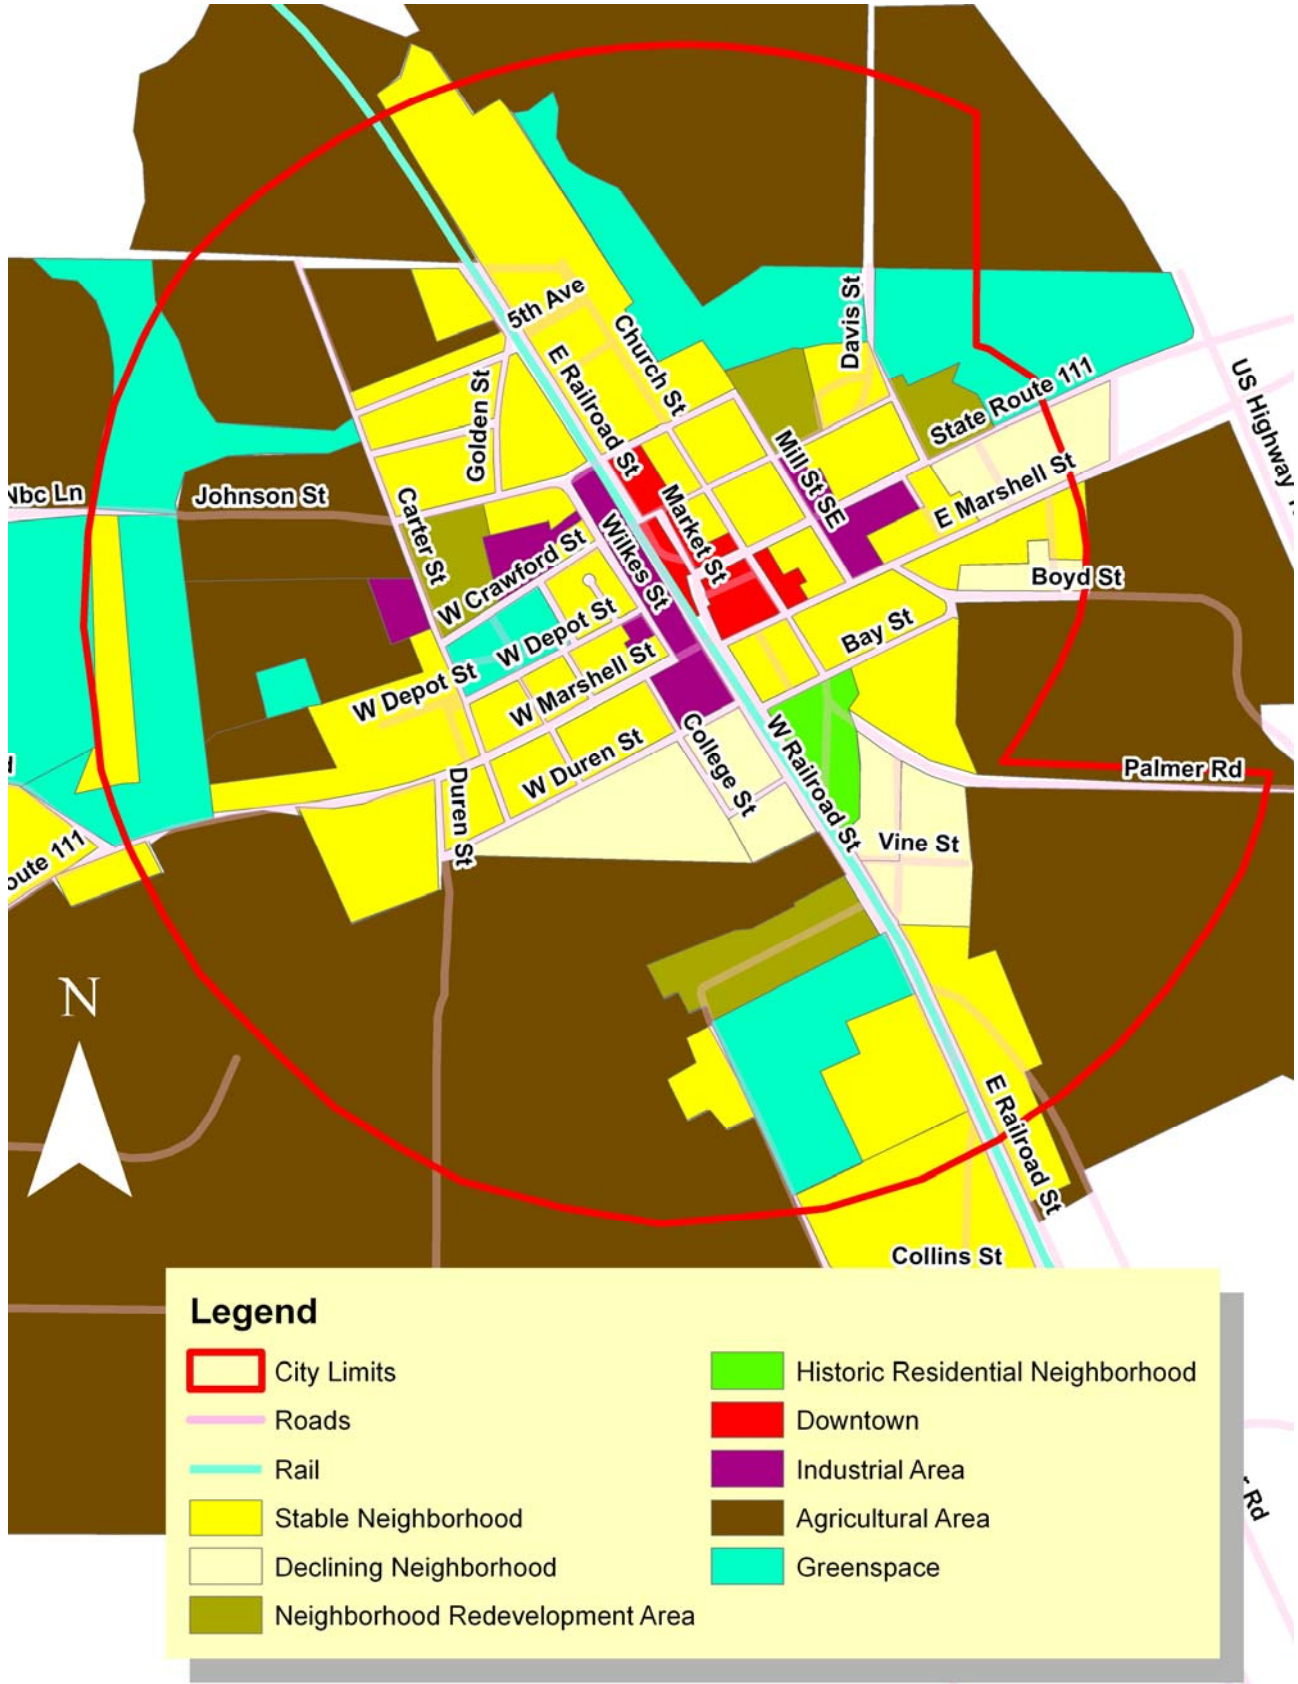 5th Ave
Church St
Davis St
E Railroad St
State Route 111
US Highway
Golden St
Market St
Mill St SE
E Marshell St
Nbc Ln
Johnson St
Carter St
W Crawford St
Wilkes St
Boyd St
W Depot St
Bay St
W Marshell St
W Depot St
W Duren St
College St
W Railroad St
Palmer Rd
Duren St
Vine St
oute 111
N
E Railroad St
Collins St
Legend
City Limits
Roads
Rail
Stable Neighborhood
Declining Neighborhood
Neighborhood Redevelopment Area
Historic Residential Neighborhood
Downtown
Industrial Area
Agricultural Area
Greenspace
r Rd